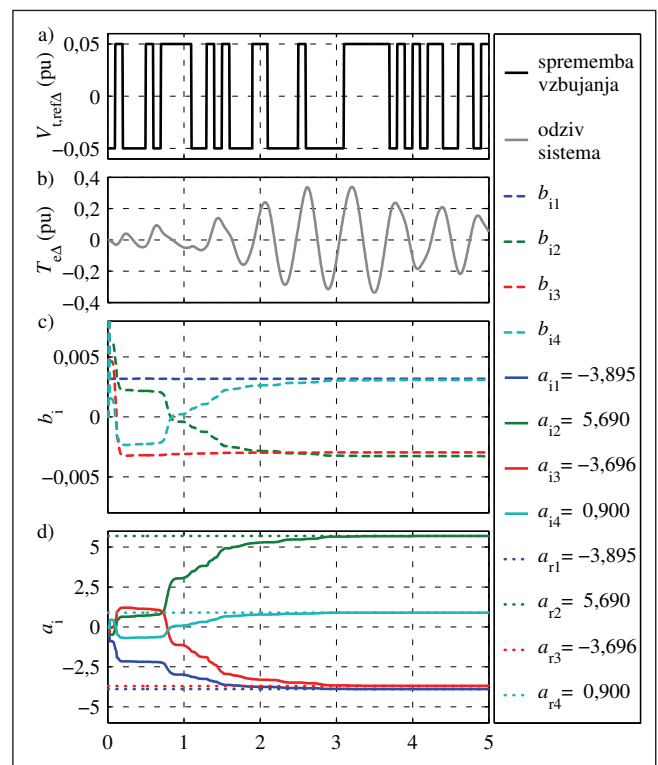 a)
0,05
0
−0,05
V_t,refΔ (pu)
b)
0,4
0,2
0
−0,2
−0,4
T_eΔ (pu)
c)
0,005
0
−0,005
b_i
d)
5
2.5
0
−2.5
−5
a_i
0 1 2 3 4 5
sprememba
vzbujanja
odziv
sistema
b_i1
b_i2
b_i3
b_i4
a_i1= −3,895
a_i2= 5,690
a_i3= −3,696
a_i4= 0,900
a_r1= −3,895
a_r2= 5,690
a_r3= −3,696
a_r4= 0,900